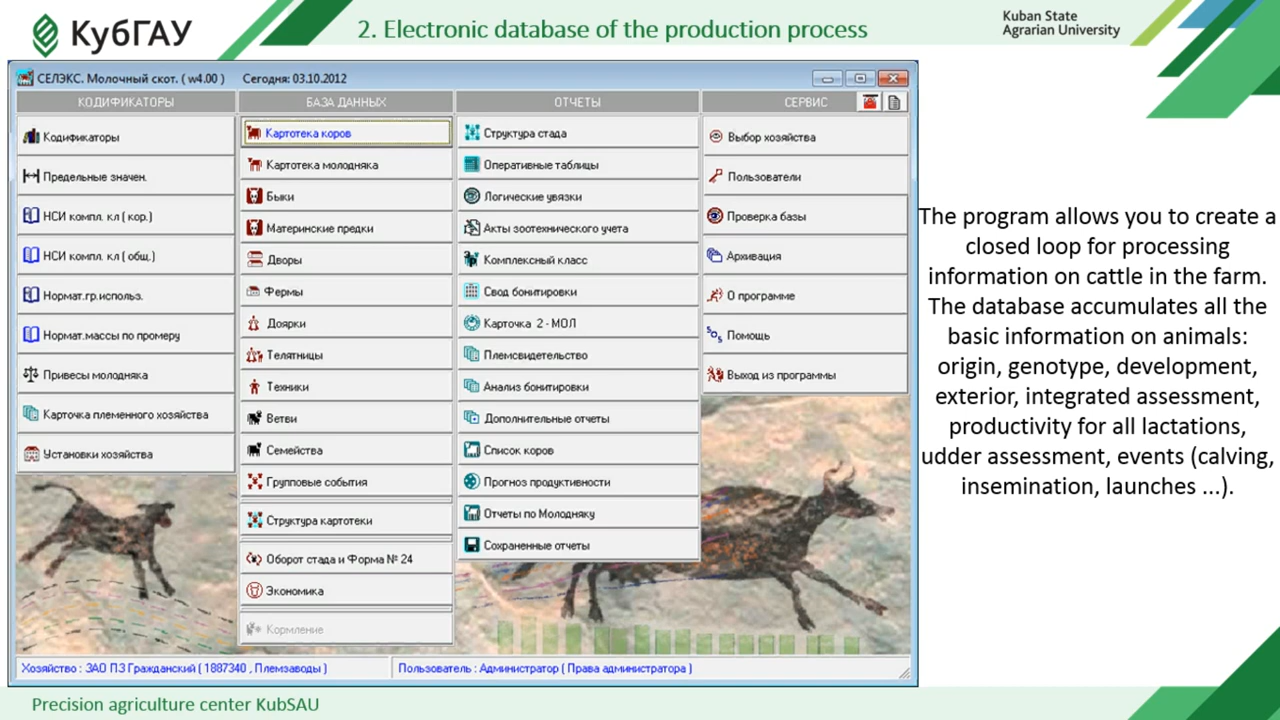 КубГАУ
2. Electronic database of the production process
Kuban State
Agrarian University
СЕЛЭКС. Молочный скот. ( w4.00 ) Сегодня: 03.10.2012
КОДИФИКАТОРЫ
Кодификаторы
Предельные значен.
НСИ компл. кл ( кор.)
НСИ компл. кл ( общ.)
Нормат.гр.использ.
Нормат.массы по промеру
Привесы молодняка
Карточка племенного хозяйства
Установки хозяйства
БАЗА ДАННЫХ
Картотека коров
Картотека молодняка
Быки
Материнские предки
Дворы
Фермы
Доярки
Телятницы
Техники
Ветви
Семейства
Групповые события
Структура картотеки
Оборот стада и Форма № 24
Экономика
Кормление
ОТЧЕТЫ
Структура стада
Оперативные таблицы
Логические увязки
Акты зоотехнического учета
Комплексный класс
Свод бонитировки
Карточка 2 - МОЛ
Племсвидетельство
Анализ бонитировки
Дополнительные отчеты
Список коров
Прогноз продуктивности
Отчеты по Молодняку
Сохраненные отчеты
СЕРВИС
Выбор хозяйства
Пользователи
Проверка базы
Архивация
О программе
Помощь
Выход из программы
Хозяйство : ЗАО ПЗ Гражданский ( 1887340 , Племзаводы )
Пользователь : Администратор ( Права администратора )
The program allows you to create a
closed loop for processing
information on cattle in the farm.
The database accumulates all the
basic information on animals:
origin, genotype, development,
exterior, integrated assessment,
productivity for all lactations,
udder assessment, events (calving,
insemination, launches ...).
Precision agriculture center KubSAU